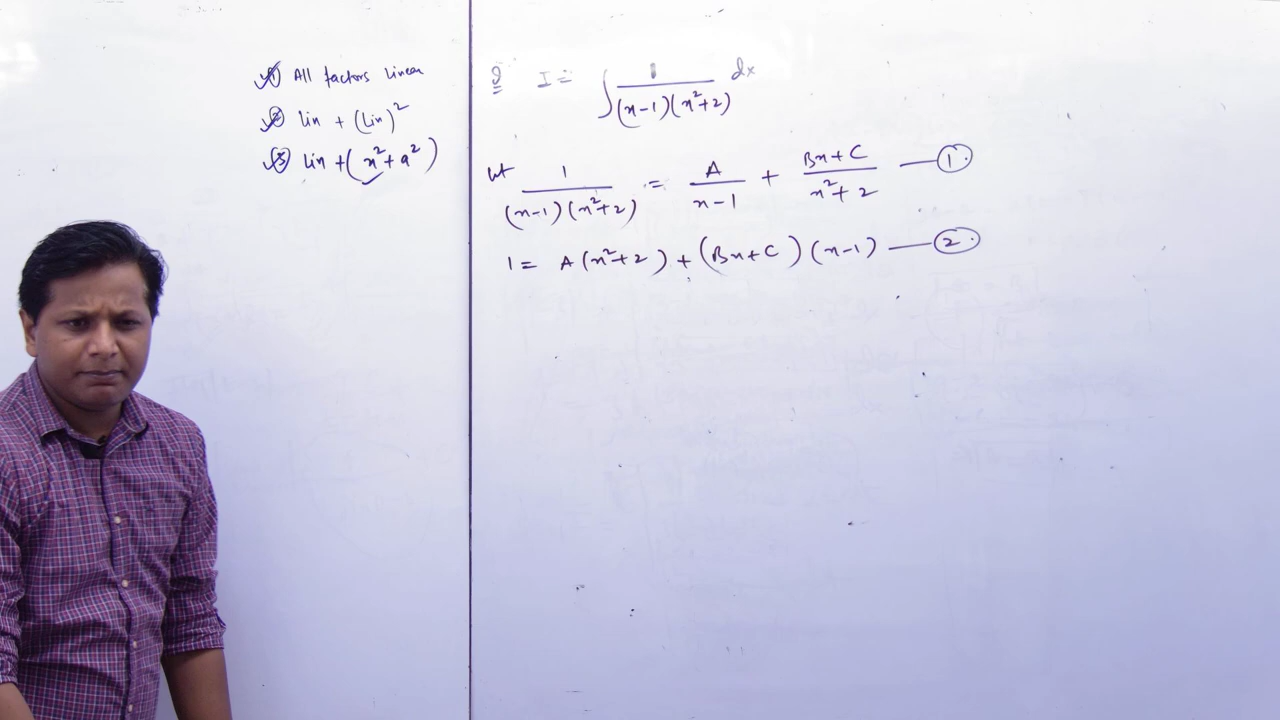 ① All factors linear
② Lin + (Lin)²
③ Lin + (x² + a²)
Q I = ∫ 1/((x-1)(x²+2)) dx
let 1/((x-1)(x²+2)) = A/(x-1) + (Bx+C)/(x²+2) — ①.
1 = A(x²+2) + (Bx+C)(x-1) — ②.